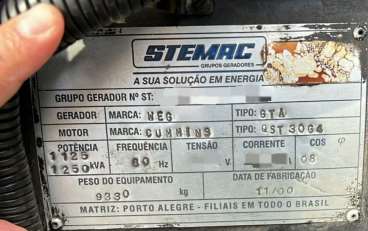 STEMAC
GRUPOS GERADORES
A SUA SOLUÇÃO EM ENERGIA
GRUPO GERADOR Nº ST:
GERADOR MARCA: WEG TIPO: GTA
MOTOR MARCA: CUMMINS TIPO: QST30G4
POTÊNCIA FREQUÊNCIA TENSÃO CORRENTE COS φ
1125
1250 kVA 60 Hz V 08
PESO DO EQUIPAMENTO DATA DE FABRICAÇÃO
9330 kg 11/00
MATRIZ: PORTO ALEGRE - FILIAIS EM TODO O BRASIL